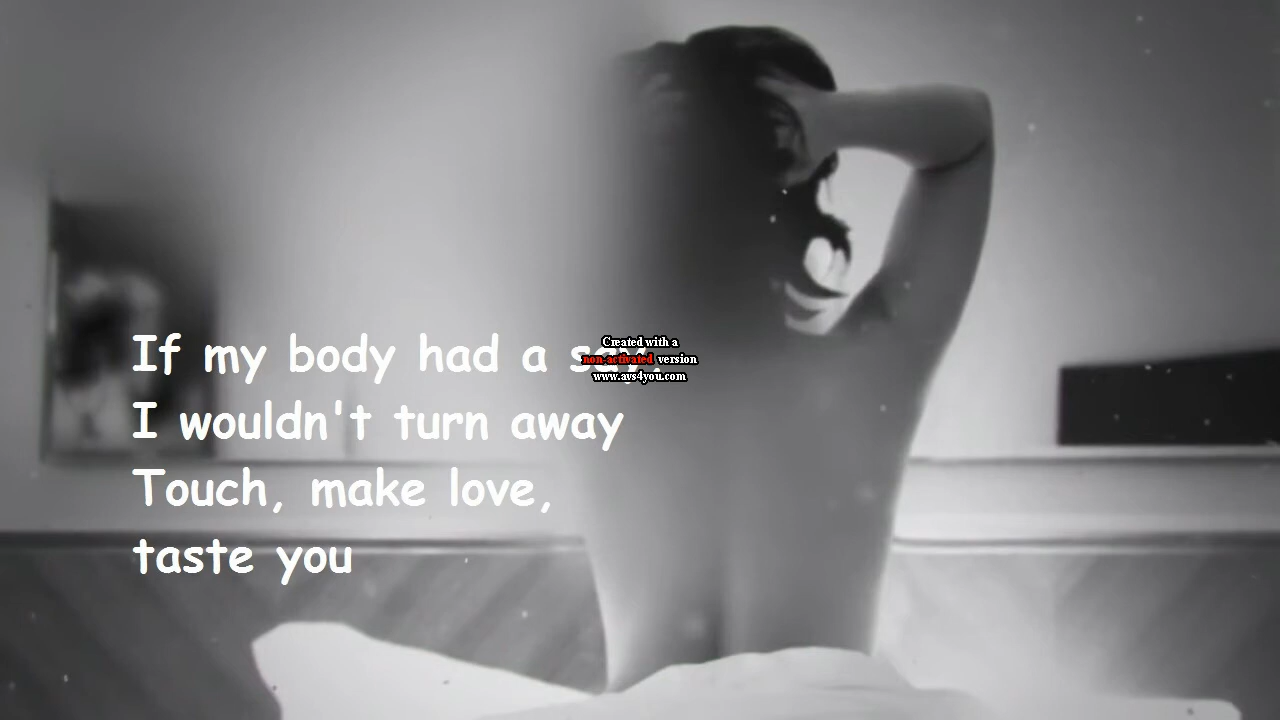 If my body had a say,
I wouldn't turn away
Touch, make love,
taste you
Created with a
non-activated version
www.avs4you.com